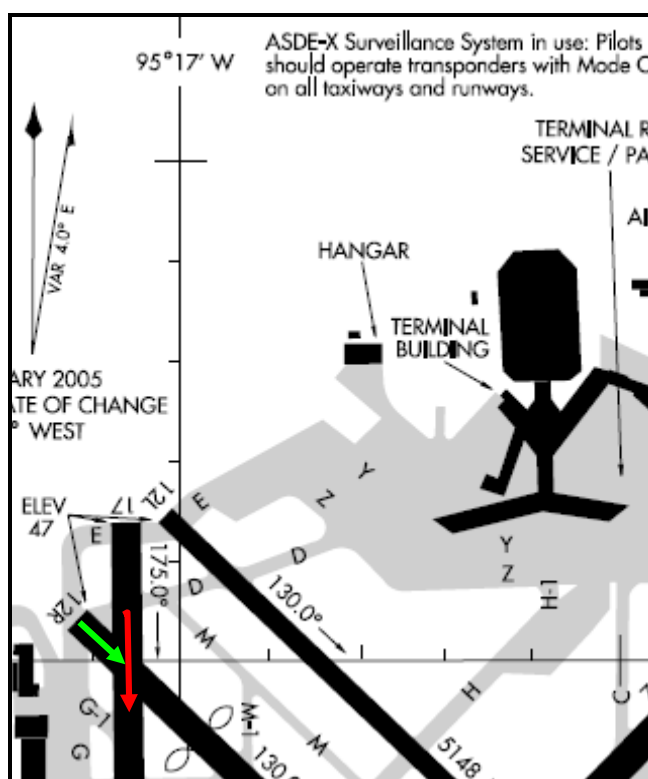 95°17' W
ASDE-X Surveillance System in use: Pilots
should operate transponders with Mode C
on all taxiways and runways.
TERMINAL R
SERVICE / PA
VAR 4.0° E
HANGAR
TERMINAL
BUILDING
ARY 2005
ATE OF CHANGE
° WEST
ELEV
47
17
12L
E
E
Y
Z
D
D
175.0°
130.0°
Y
Z
H-1
12R
M
G-1
G
M-1
M
H
C
130.0°
5148